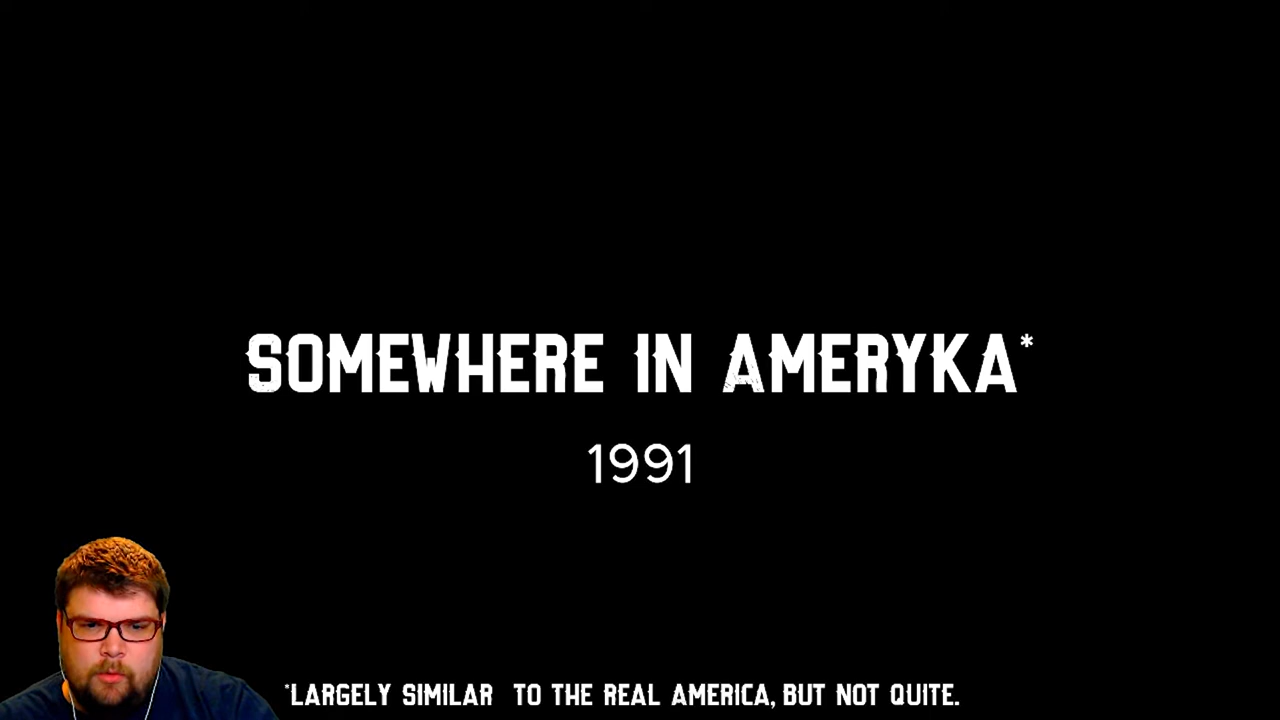 SOMEWHERE IN AMERYKA*
1991
*LARGELY SIMILAR TO THE REAL AMERICA, BUT NOT QUITE.